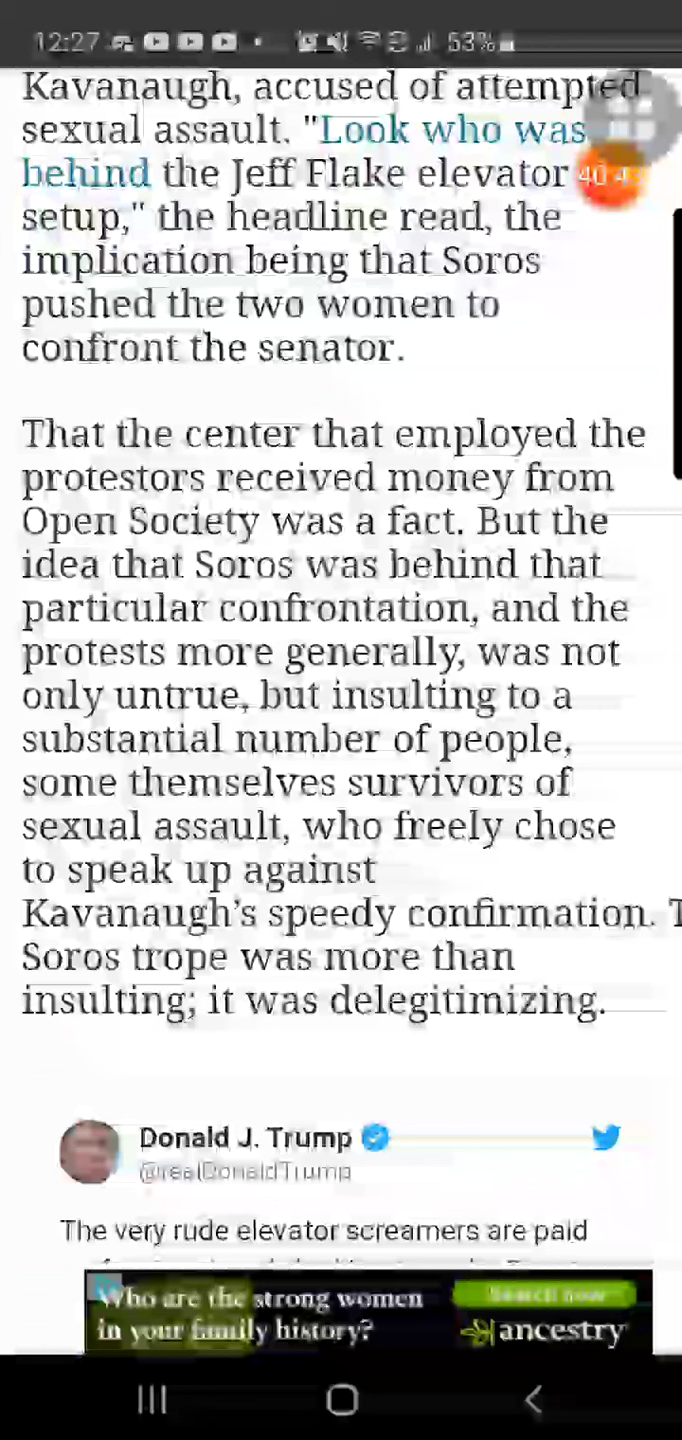 12:27
53%
Kavanaugh, accused of attempted
sexual assault. "Look who was
behind the Jeff Flake elevator
40:4
setup," the headline read, the
implication being that Soros
pushed the two women to
confront the senator.
That the center that employed the
protestors received money from
Open Society was a fact. But the
idea that Soros was behind that
particular confrontation, and the
protests more generally, was not
only untrue, but insulting to a
substantial number of people,
some themselves survivors of
sexual assault, who freely chose
to speak up against
Kavanaugh’s speedy confirmation. T
Soros trope was more than
insulting; it was delegitimizing.
Donald J. Trump
@realDonaldTrump
The very rude elevator screamers are paid
Who are the strong women
in your family history?
Search now
ancestry